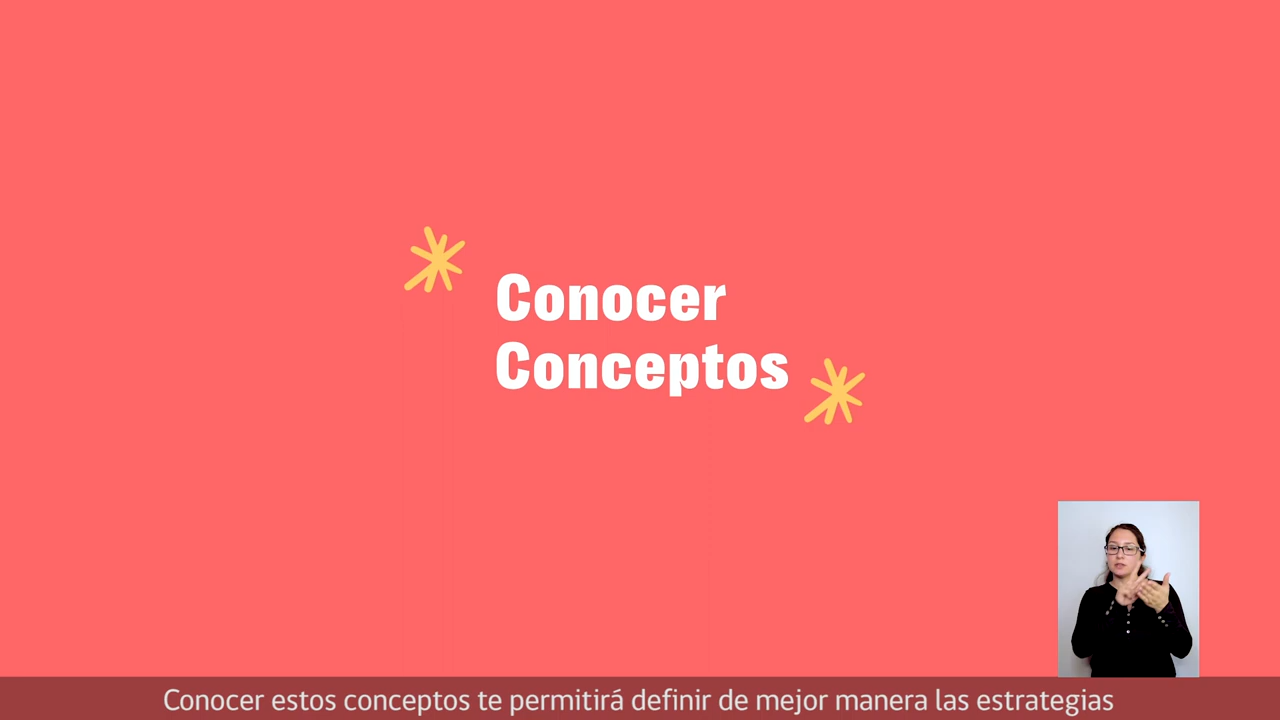 Conocer
Conceptos
Conocer estos conceptos te permitirá definir de mejor manera las estrategias